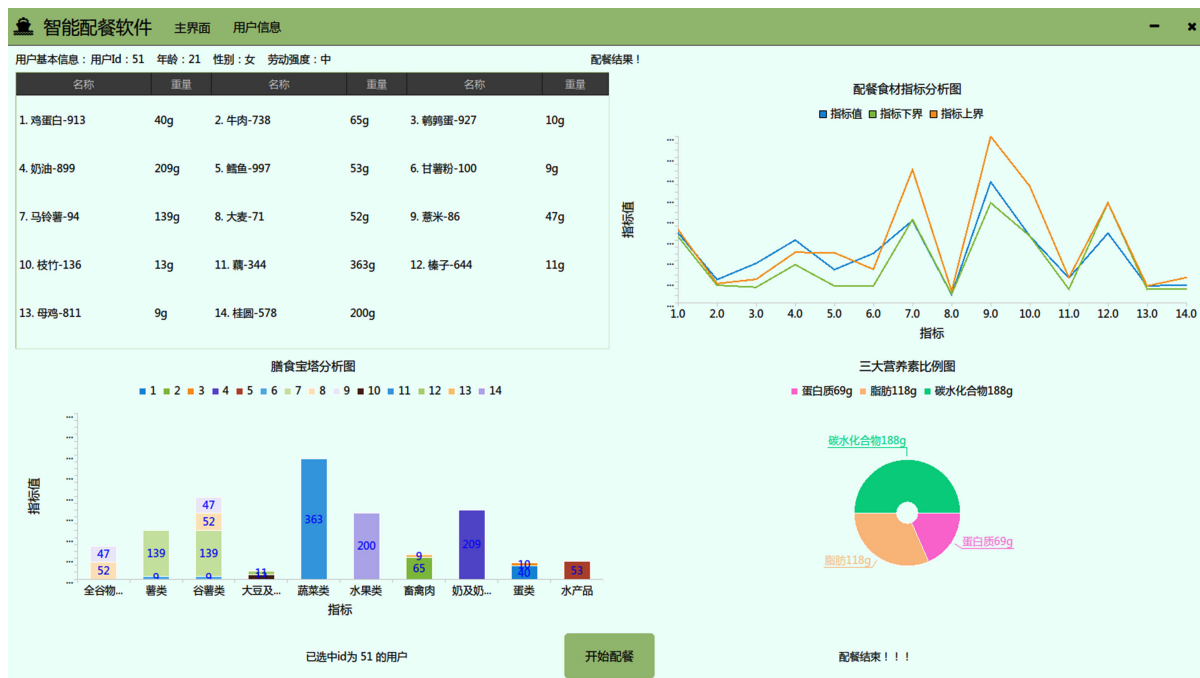 智能配餐软件 主界面 用户信息
用户基本信息：用户Id：51 年龄：21 性别：女 劳动强度：中
配餐结果！
名称 重量 名称 重量 名称 重量
1. 鸡蛋白-913 40g 2. 牛肉-738 65g 3. 鹌鹑蛋-927 10g
4. 奶油-899 209g 5. 鳕鱼-997 53g 6. 甘薯粉-100 9g
7. 马铃薯-94 139g 8. 大麦-71 52g 9. 薏米-86 47g
10. 枝竹-136 13g 11. 藕-344 363g 12. 榛子-644 11g
13. 母鸡-811 9g 14. 桂圆-578 200g
配餐食材指标分析图
指标值 指标下界 指标上界
指标值
1.0 2.0 3.0 4.0 5.0 6.0 7.0 8.0 9.0 10.0 11.0 12.0 13.0 14.0
指标
膳食宝塔分析图
1 2 3 4 5 6 7 8 9 10 11 12 13 14
指标值
47 52
139 9
47 52 139 9
11
363
200
9 65
209
10 40
53
全谷物... 薯类 谷薯类 大豆及... 蔬菜类 水果类 畜禽肉 奶及奶... 蛋类 水产品
指标
三大营养素比例图
蛋白质69g 脂肪118g 碳水化合物188g
碳水化合物188g
蛋白质69g
脂肪118g
已选中id为 51 的用户
开始配餐
配餐结束！！！